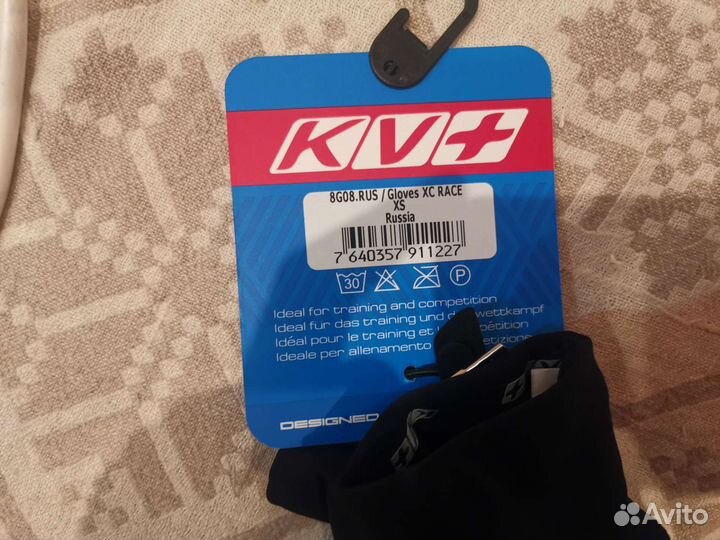 KV+
8G08.RUS / Gloves XC RACE
XS
Russia
7 640357 911227
30 P
Ideal for training and competition
Ideal für das training und wettkampf
Idéal pour le training et compétition
Ideale per allenamento
DESIGNED
Avito